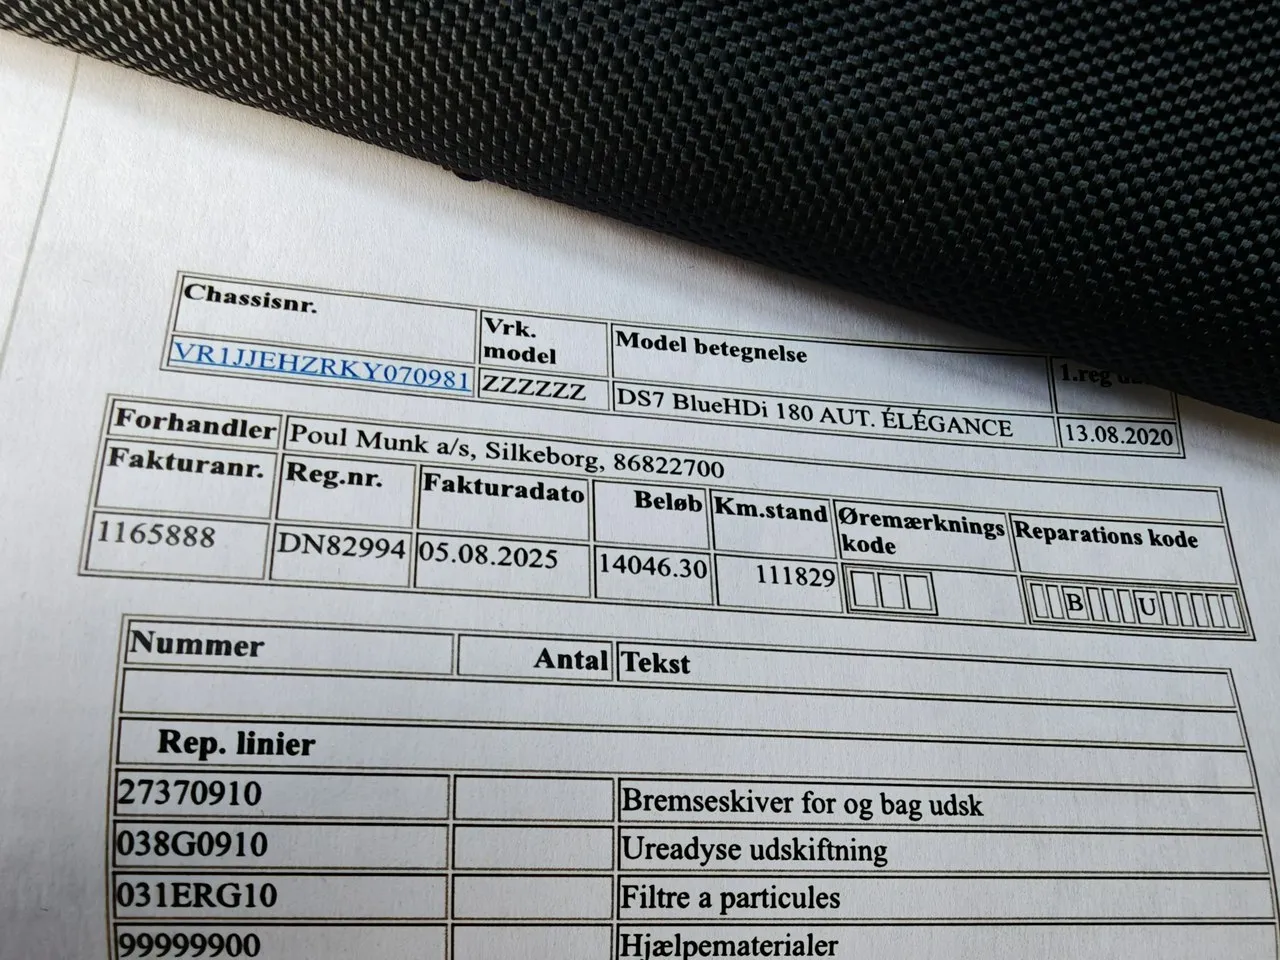 Chassisnr.
Vrk. model
Model betegnelse
1.reg
VR1JJEHZRKY070981
ZZZZZZ
DS7 BlueHDi 180 AUT. ÉLÉGANCE
13.08.2020
Forhandler
Poul Munk a/s, Silkeborg, 86822700
Fakturanr.
Reg.nr.
Fakturadato
Beløb
Km.stand
Øremærknings kode
Reparations kode
1165888
DN82994
05.08.2025
14046.30
111829
B U
Nummer
Antal
Tekst
Rep. linier
27370910
Bremseskiver for og bag udsk
038G0910
Ureadyse udskiftning
031ERG10
Filtre a particules
99999900
Hjælpematerialer